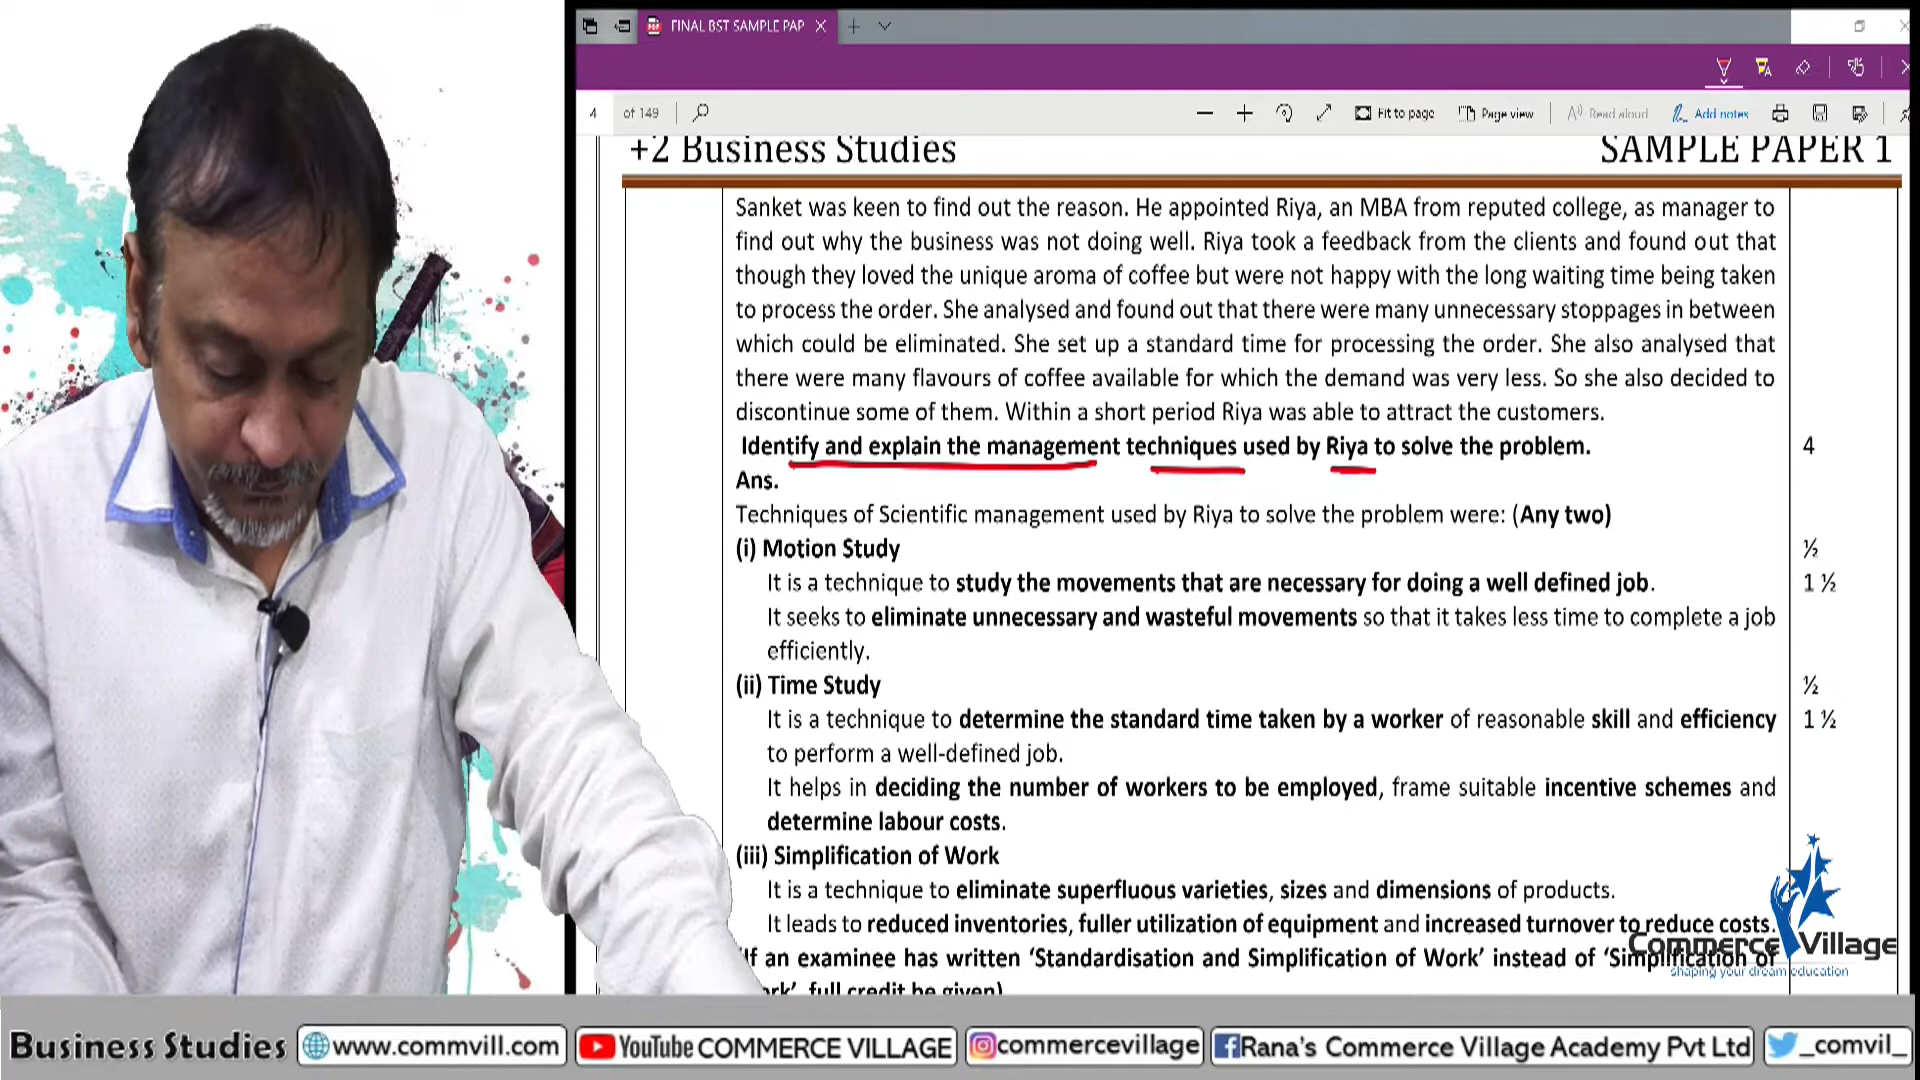 FINAL BST SAMPLE PAP
4 of 149
Fit to page
Page view
Read aloud
Add notes
+2 Business Studies SAMPLE PAPER 1
Sanket was keen to find out the reason. He appointed Riya, an MBA from reputed college, as manager to
find out why the business was not doing well. Riya took a feedback from the clients and found out that
though they loved the unique aroma of coffee but were not happy with the long waiting time being taken
to process the order. She analysed and found out that there were many unnecessary stoppages in between
which could be eliminated. She set up a standard time for processing the order. She also analysed that
there were many flavours of coffee available for which the demand was very less. So she also decided to
discontinue some of them. Within a short period Riya was able to attract the customers.
Identify and explain the management techniques used by Riya to solve the problem. 4
Ans.
Techniques of Scientific management used by Riya to solve the problem were: (Any two)
(i) Motion Study ½
It is a technique to study the movements that are necessary for doing a well defined job. 1 ½
It seeks to eliminate unnecessary and wasteful movements so that it takes less time to complete a job
efficiently.
(ii) Time Study ½
It is a technique to determine the standard time taken by a worker of reasonable skill and efficiency 1 ½
to perform a well-defined job.
It helps in deciding the number of workers to be employed, frame suitable incentive schemes and
determine labour costs.
(iii) Simplification of Work
It is a technique to eliminate superfluous varieties, sizes and dimensions of products.
It leads to reduced inventories, fuller utilization of equipment and increased turnover to reduce costs.
If an examinee has written ‘Standardisation and Simplification of Work’ instead of ‘Simplification of
ork’, full credit be given)
Commerce Village
shaping your dream education
Business Studies
www.commvill.com
YouTube COMMERCE VILLAGE
commercevillage
Rana's Commerce Village Academy Pvt Ltd
_comvil_